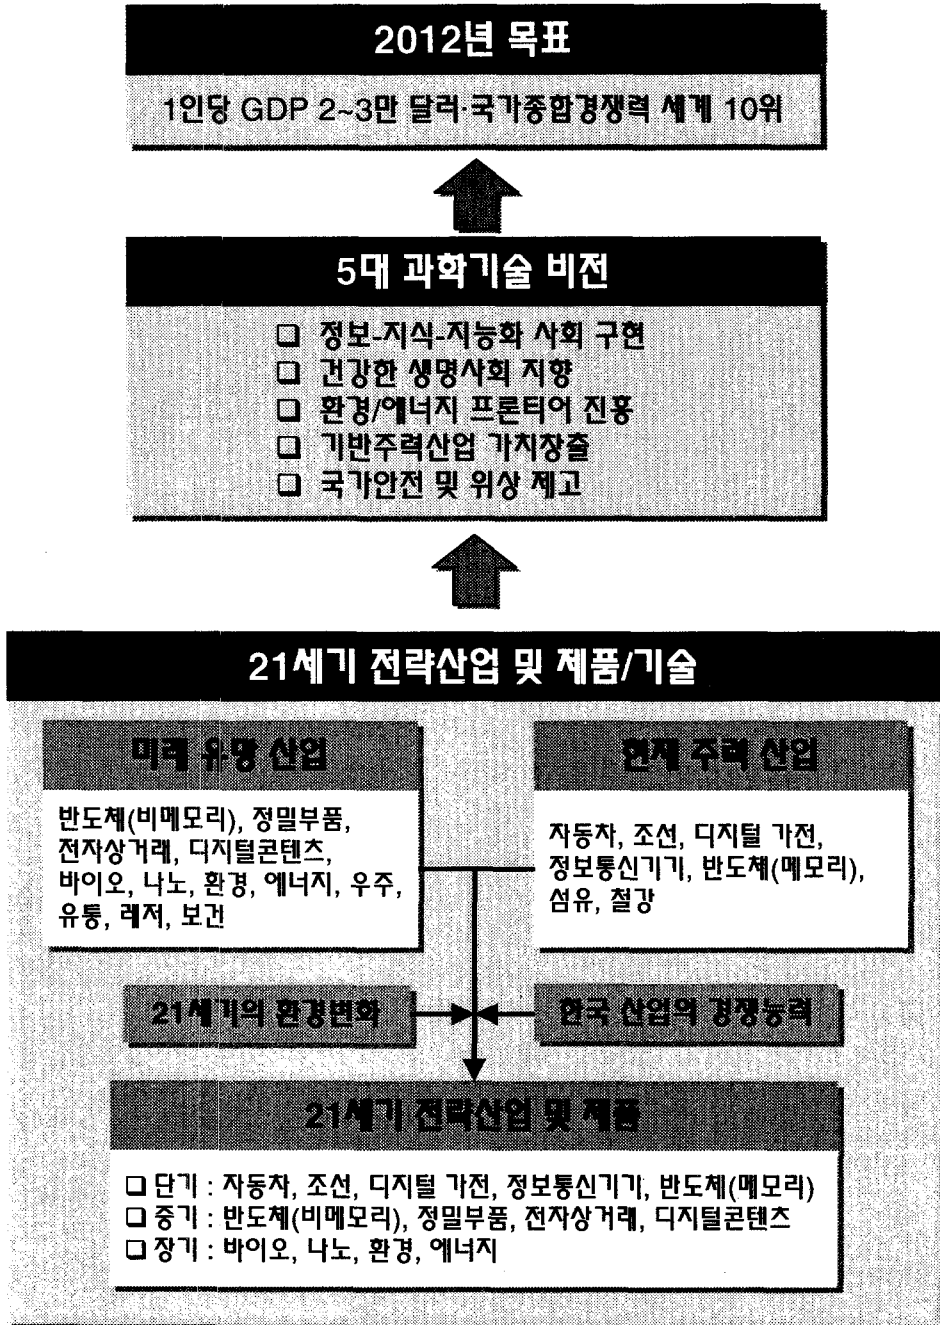 2012년 목표
1인당 GDP 2~3만 달러·국가종합경쟁력 세계 10위
5대 과학기술 비전
❑ 정보-지식-지능화 사회 구현
❑ 건강한 생명사회 지향
❑ 환경/에너지 프론티어 진흥
❑ 기반주력산업 가치창출
❑ 국가안전 및 위상 제고
21세기 전략산업 및 제품/기술
미래 유망 산업
반도체(비메모리), 정밀부품,
전자상거래, 디지털콘텐츠,
바이오, 나노, 환경, 에너지, 우주,
유통, 레저, 보건
현재 주력 산업
자동차, 조선, 디지털 가전,
정보통신기기, 반도체(메모리),
섬유, 철강
21세기의 환경변화
한국 산업의 경쟁능력
21세기 전략산업 및 제품
❑ 단기 : 자동차, 조선, 디지털 가전, 정보통신기기, 반도체(메모리)
❑ 중기 : 반도체(비메모리), 정밀부품, 전자상거래, 디지털콘텐츠
❑ 장기 : 바이오, 나노, 환경, 에너지